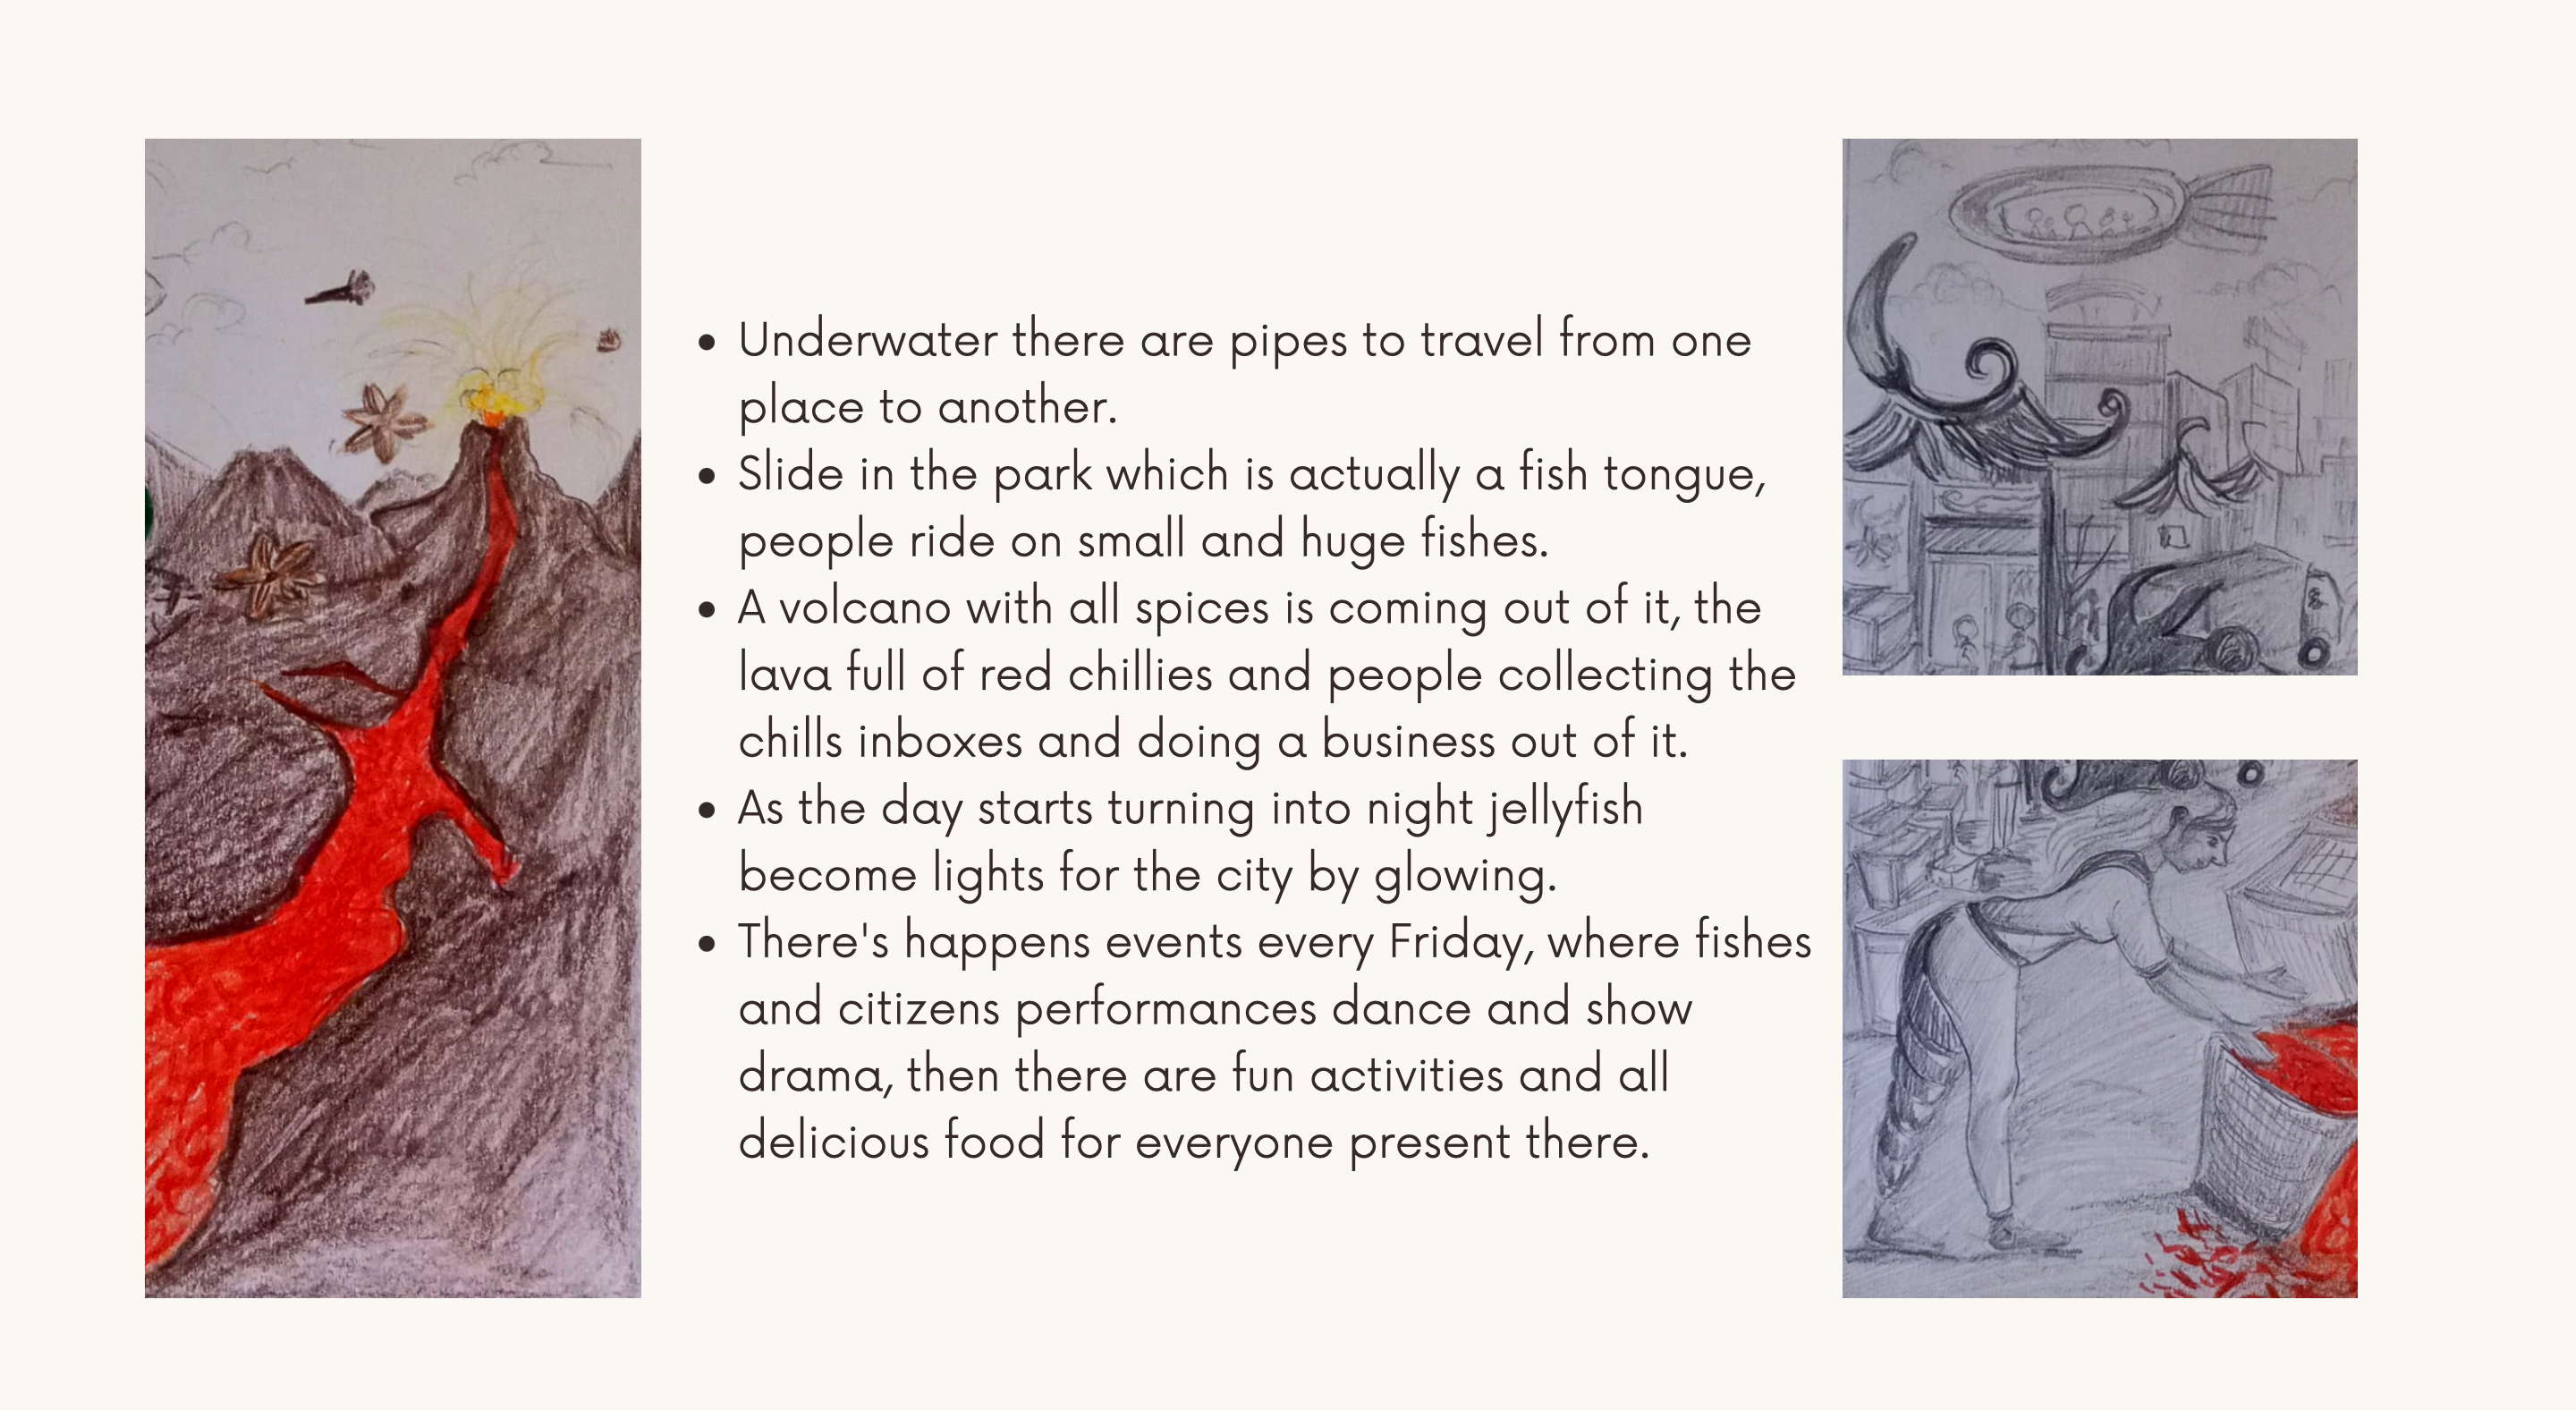 • Underwater there are pipes to travel from one
place to another.
• Slide in the park which is actually a fish tongue,
people ride on small and huge fishes.
• A volcano with all spices is coming out of it, the
lava full of red chillies and people collecting the
chills inboxes and doing a business out of it.
• As the day starts turning into night jellyfish
become lights for the city by glowing.
• There's happens events every Friday, where fishes
and citizens performances dance and show
drama, then there are fun activities and all
delicious food for everyone present there.